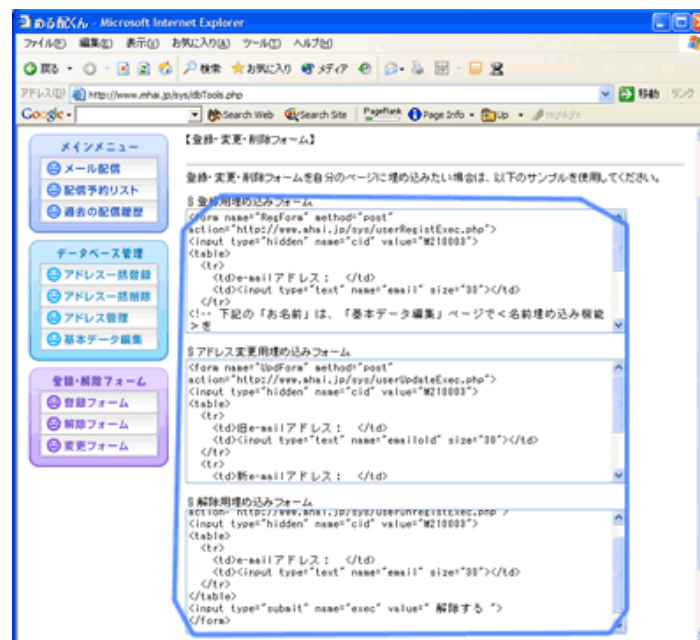 める配くん - Microsoft Internet Explorer
ファイル(F) 編集(E) 表示(V) お気に入り(A) ツール(T) ヘルプ(H)
戻る 検索 お気に入り メディア
アドレス(D) http://www.mhai.jp/sys/dbTools.php 移動 リンク
Google Search Web Search Site PageRank Page Info Up Highlight
メインメニュー
メール配信
配信予約リスト
過去の配信履歴
データベース管理
アドレス一括登録
アドレス一括削除
アドレス管理
基本データ編集
登録・解除フォーム
登録フォーム
解除フォーム
変更フォーム
【登録・変更・削除フォーム】
登録・変更・削除フォームを自分のページに埋め込みたい場合は、以下のサンプルを使用してください。
§登録用埋め込みフォーム
<form name="RegForm" method="post"
action="http://www.mhai.jp/sys/userRegistExec.php">
<input type="hidden" name="cid" value="M210003">
<table>
<tr>
<td>e-mailアドレス： </td>
<td><input type="text" name="email" size="30"></td>
</tr>
<!-- 下記の「お名前」は、「基本データ編集」ページで<名前埋め込み機能
>を
§アドレス変更用埋め込みフォーム
<form name="UpdForm" method="post"
action="http://www.mhai.jp/sys/userUpdateExec.php">
<input type="hidden" name="cid" value="M210003">
<table>
<tr>
<td>旧e-mailアドレス： </td>
<td><input type="text" name="emailold" size="30"></td>
</tr>
<tr>
<td>新e-mailアドレス： </td>
§解除用埋め込みフォーム
action="http://www.mhai.jp/sys/userUnregistExec.php">
<input type="hidden" name="cid" value="M210003">
<table>
<tr>
<td>e-mailアドレス： </td>
<td><input type="text" name="email" size="30"></td>
</tr>
</table>
<input type="submit" name="exec" value=" 解除する ">
</form>